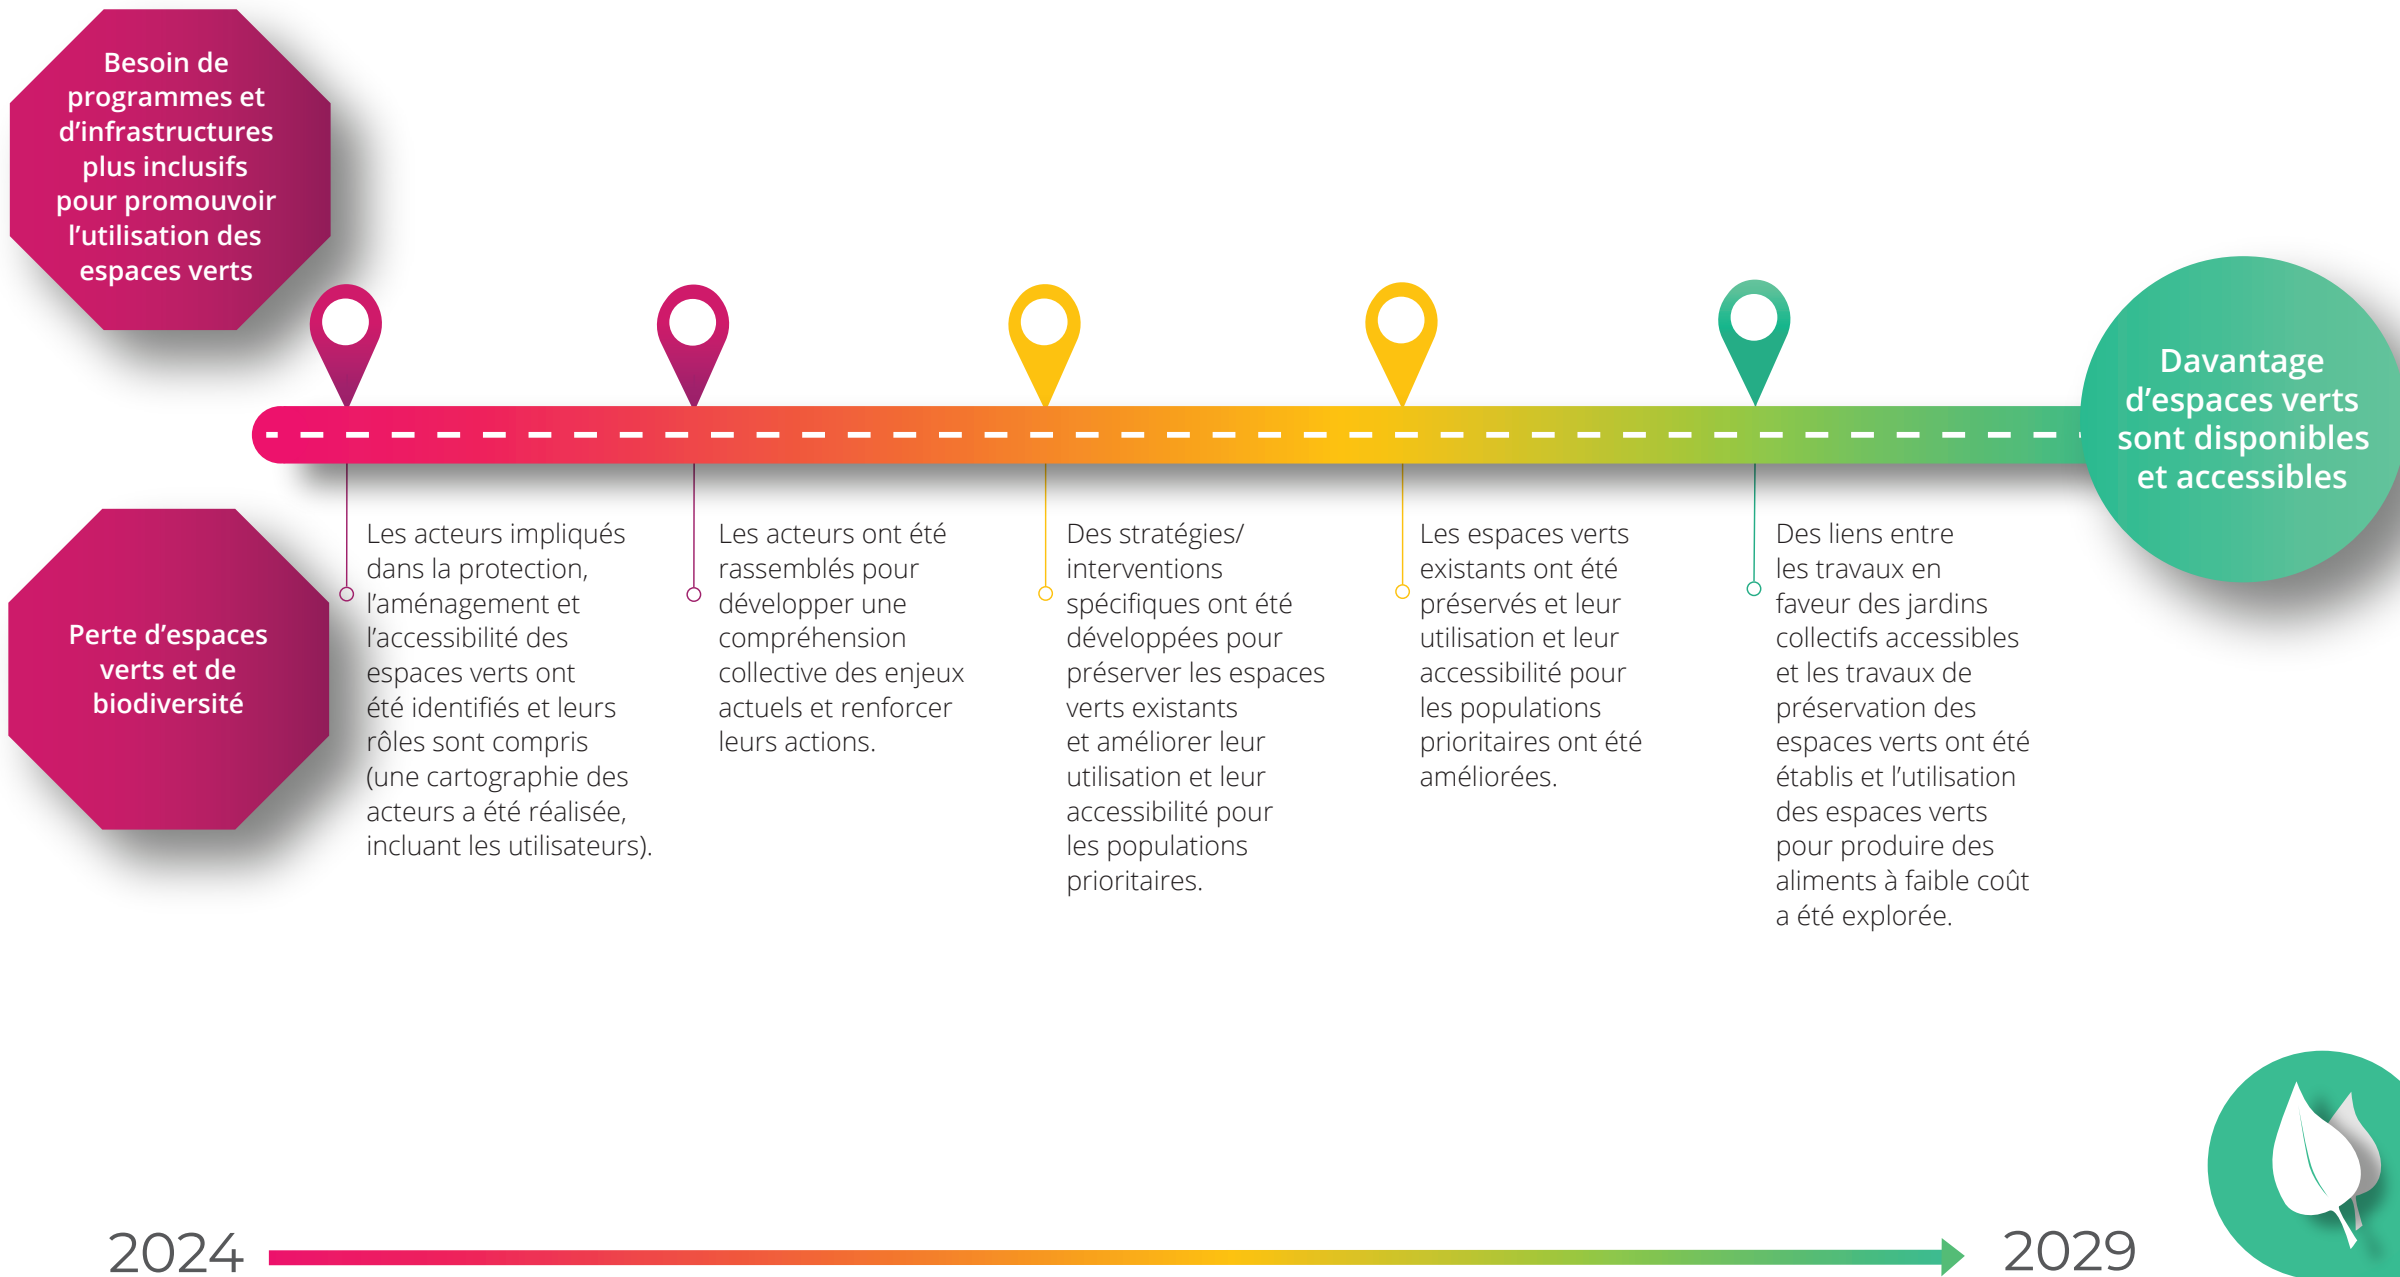 Besoin de
programmes et
d’infrastructures
plus inclusifs
pour promouvoir
l’utilisation des
espaces verts
Perte d’espaces
verts et de
biodiversité
Les acteurs impliqués
dans la protection,
l’aménagement et
l’accessibilité des
espaces verts ont
été identifiés et leurs
rôles sont compris
(une cartographie des
acteurs a été réalisée,
incluant les utilisateurs).
Les acteurs ont été
rassemblés pour
développer une
compréhension
collective des enjeux
actuels et renforcer
leurs actions.
Des stratégies/
interventions
spécifiques ont été
développées pour
préserver les espaces
verts existants
et améliorer leur
utilisation et leur
accessibilité pour
les populations
prioritaires.
Les espaces verts
existants ont été
préservés et leur
utilisation et leur
accessibilité pour
les populations
prioritaires ont été
améliorées.
Des liens entre
les travaux en
faveur des jardins
collectifs accessibles
et les travaux de
préservation des
espaces verts ont été
établis et l’utilisation
des espaces verts
pour produire des
aliments à faible coût
a été explorée.
Davantage
d’espaces verts
sont disponibles
et accessibles
2024
2029